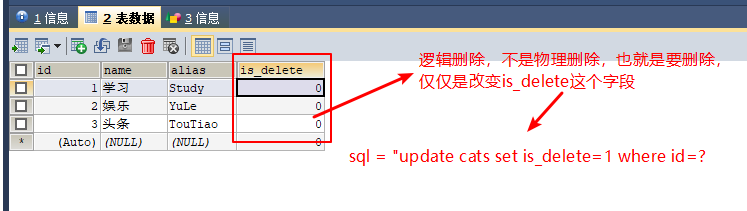 1 信息 2 表数据 3 信息
id name alias is_delete
1 学习 Study 0
2 娱乐 YuLe 0
3 头条 TouTiao 0
* (Auto) (NULL) (NULL) 0
逻辑删除，不是物理删除，也就是要删除，
仅仅是改变is_delete这个字段
sql = "update cats set is_delete=1 where id=?